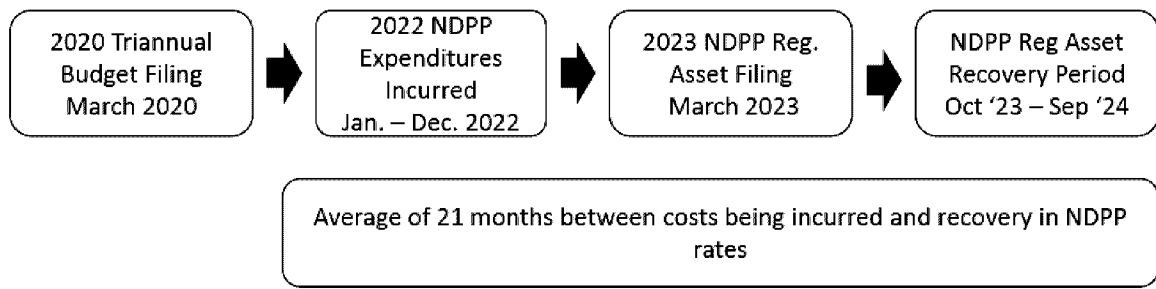 2020 Triannual
Budget Filing
March 2020
2022 NDPP
Expenditures
Incurred
Jan. – Dec. 2022
2023 NDPP Reg.
Asset Filing
March 2023
NDPP Reg Asset
Recovery Period
Oct ‘23 – Sep ‘24
Average of 21 months between costs being incurred and recovery in NDPP
rates